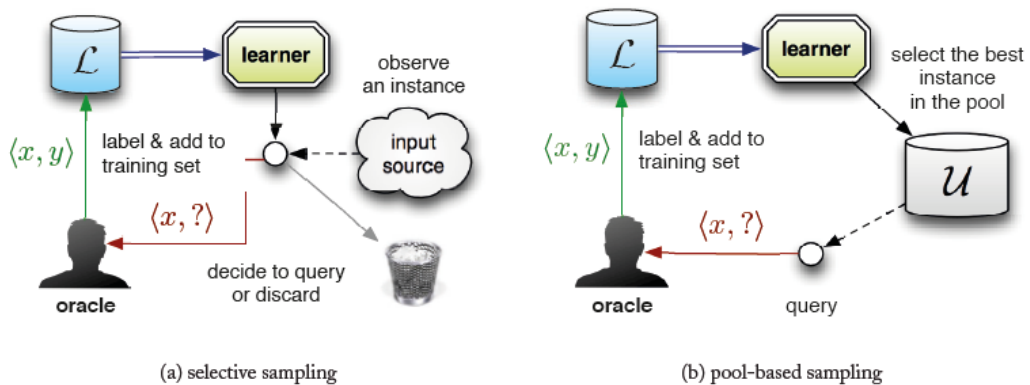 ℒ
learner
observe
an instance
⟨x, y⟩
label & add to
training set
input
source
⟨x, ?⟩
decide to query
or discard
oracle
(a) selective sampling
ℒ
learner
select the best
instance
in the pool
⟨x, y⟩
label & add to
training set
𝒰
⟨x, ?⟩
oracle
query
(b) pool-based sampling